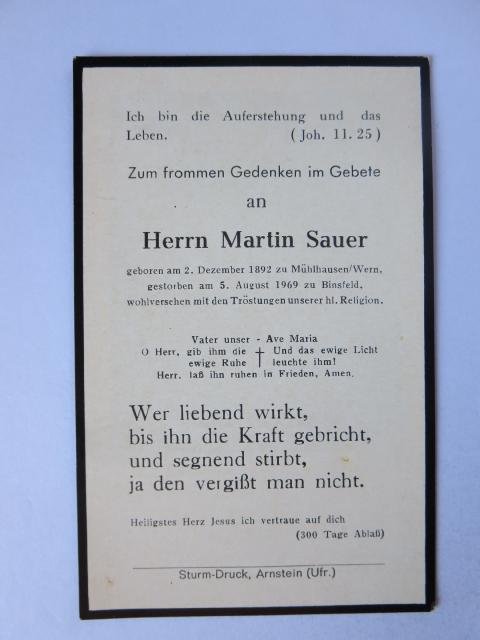 Ich bin die Auferstehung und das
Leben. (Joh. 11. 25)
Zum frommen Gedenken im Gebete
an
Herrn Martin Sauer
geboren am 2. Dezember 1892 zu Mühlhausen/Wern,
gestorben am 5. August 1969 zu Binsfeld,
wohlversehen mit den Tröstungen unserer hl. Religion.
Vater unser - Ave Maria
O Herr, gib ihm die † Und das ewige Licht
ewige Ruhe leuchte ihm!
Herr, laß ihn ruhen in Frieden, Amen.
Wer liebend wirkt,
bis ihn die Kraft gebricht,
und segnend stirbt,
ja den vergißt man nicht.
Heiligstes Herz Jesus ich vertraue auf dich
(300 Tage Ablaß)
Sturm-Druck, Arnstein (Ufr.)